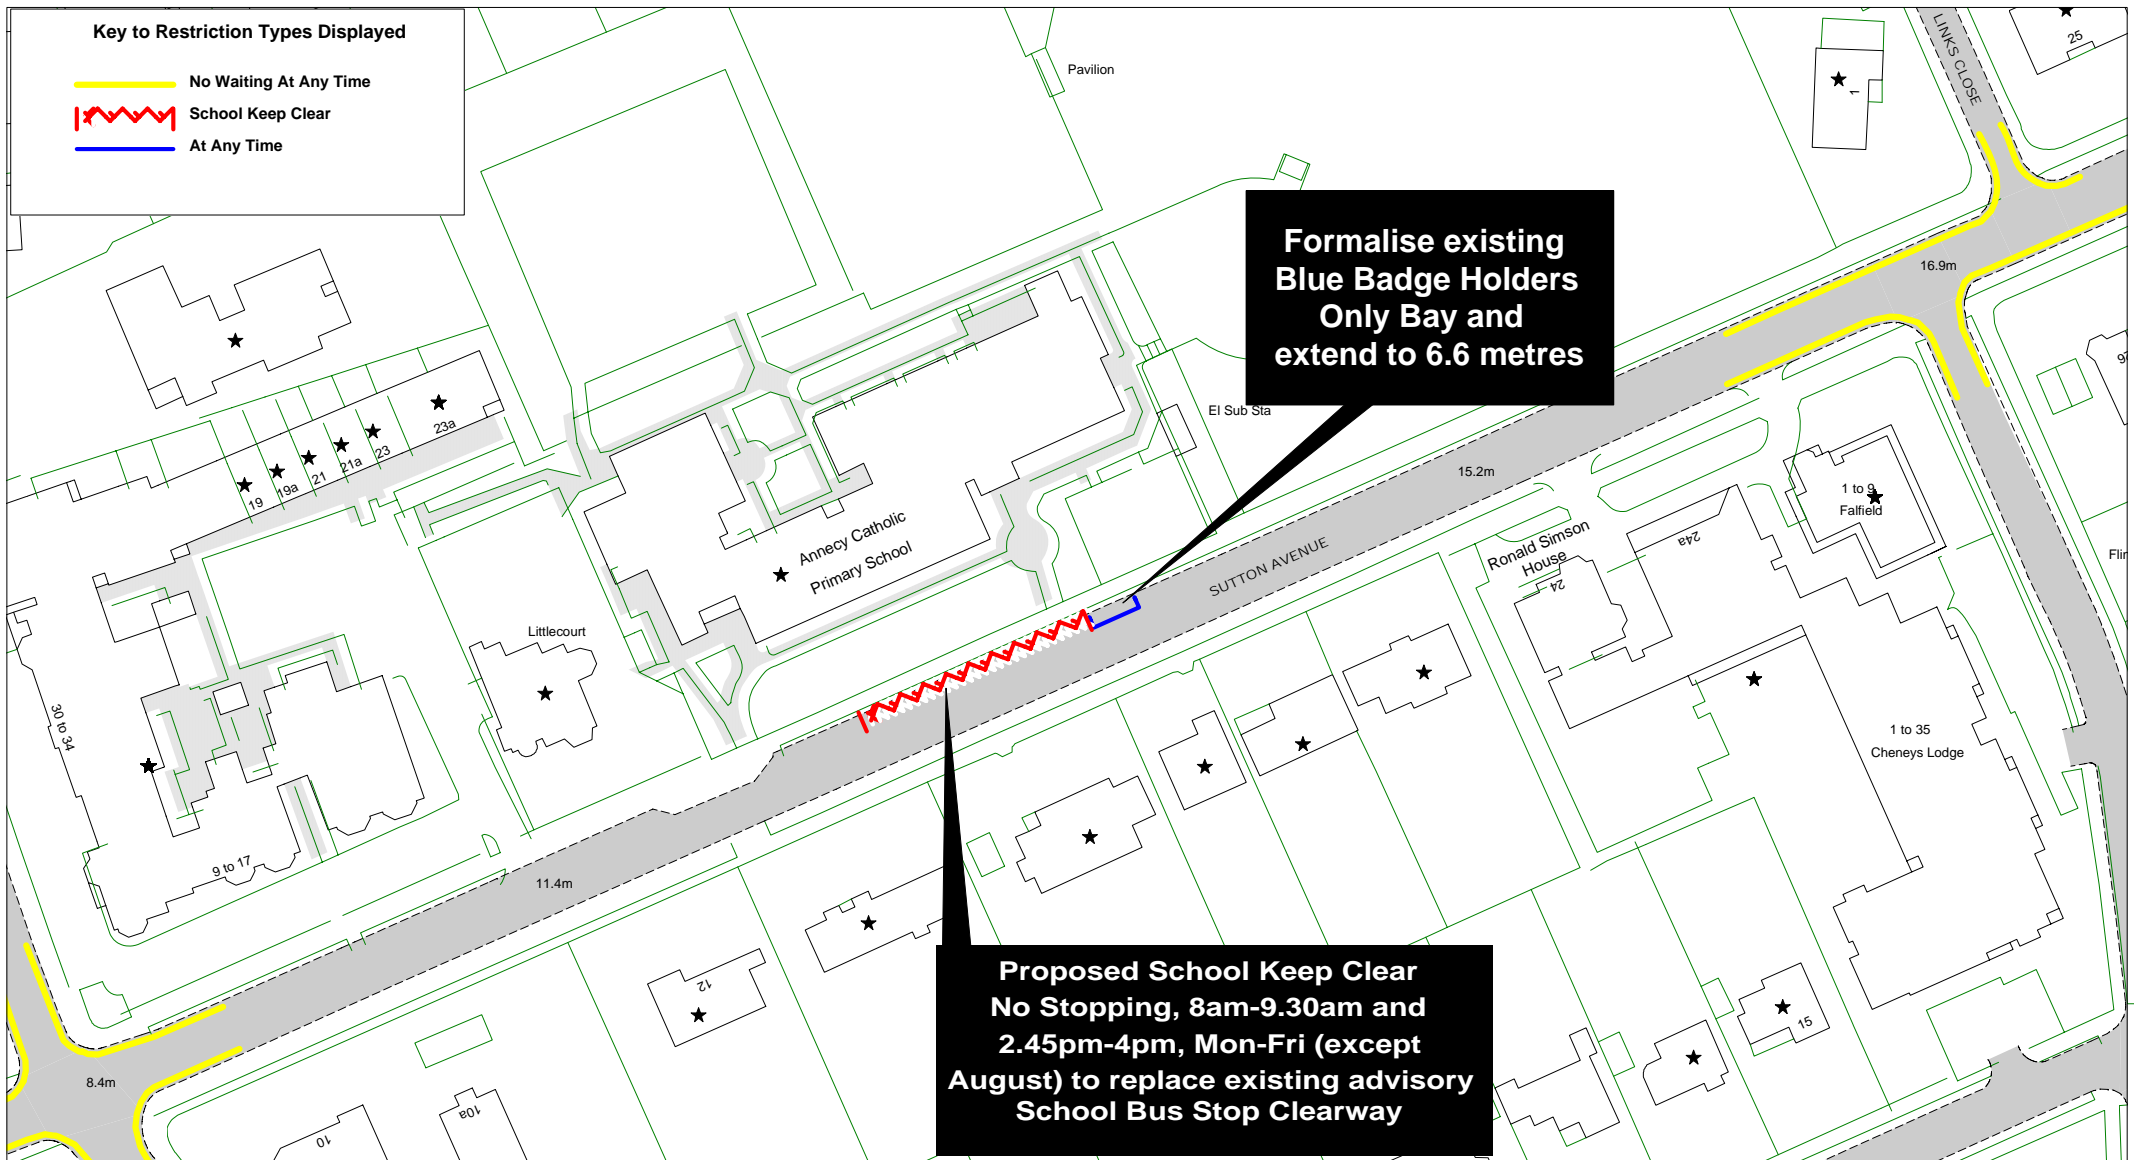 Key to Restriction Types Displayed
No Waiting At Any Time
School Keep Clear
At Any Time
Pavilion
LINKS CLOSE
25
1
16.9m
Formalise existing
Blue Badge Holders
Only Bay and
extend to 6.6 metres
El Sub Sta
15.2m
23a
23
21a
21
19a
19
Annecy Catholic
Primary School
SUTTON AVENUE
Ronald Simson
House
24
24a
1 to 9
Falfield
Littlecourt
30 to 34
9 to 17
11.4m
1 to 35
Cheneys Lodge
8.4m
12
10
10a
15
Proposed School Keep Clear
No Stopping, 8am-9.30am and
2.45pm-4pm, Mon-Fri (except
August) to replace existing advisory
School Bus Stop Clearway